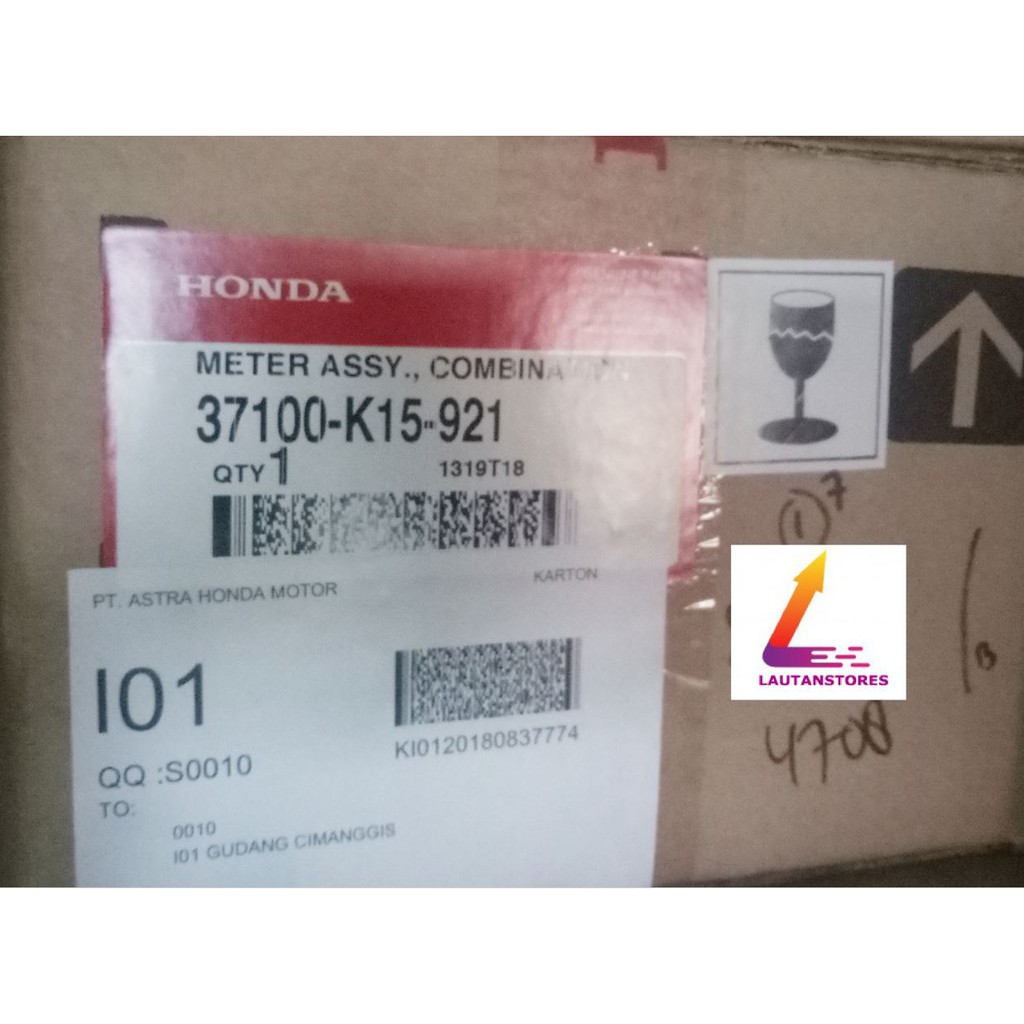 HONDA
METER ASSY.,
37100-K15-921
QTY 1
1319T18
PT. ASTRA HONDA MOTOR
KARTON
I01
KI0120180837774
QQ :S0010
TO:
0010
I01 GUDANG CIMANGGIS
LAUTANSTORES
4708